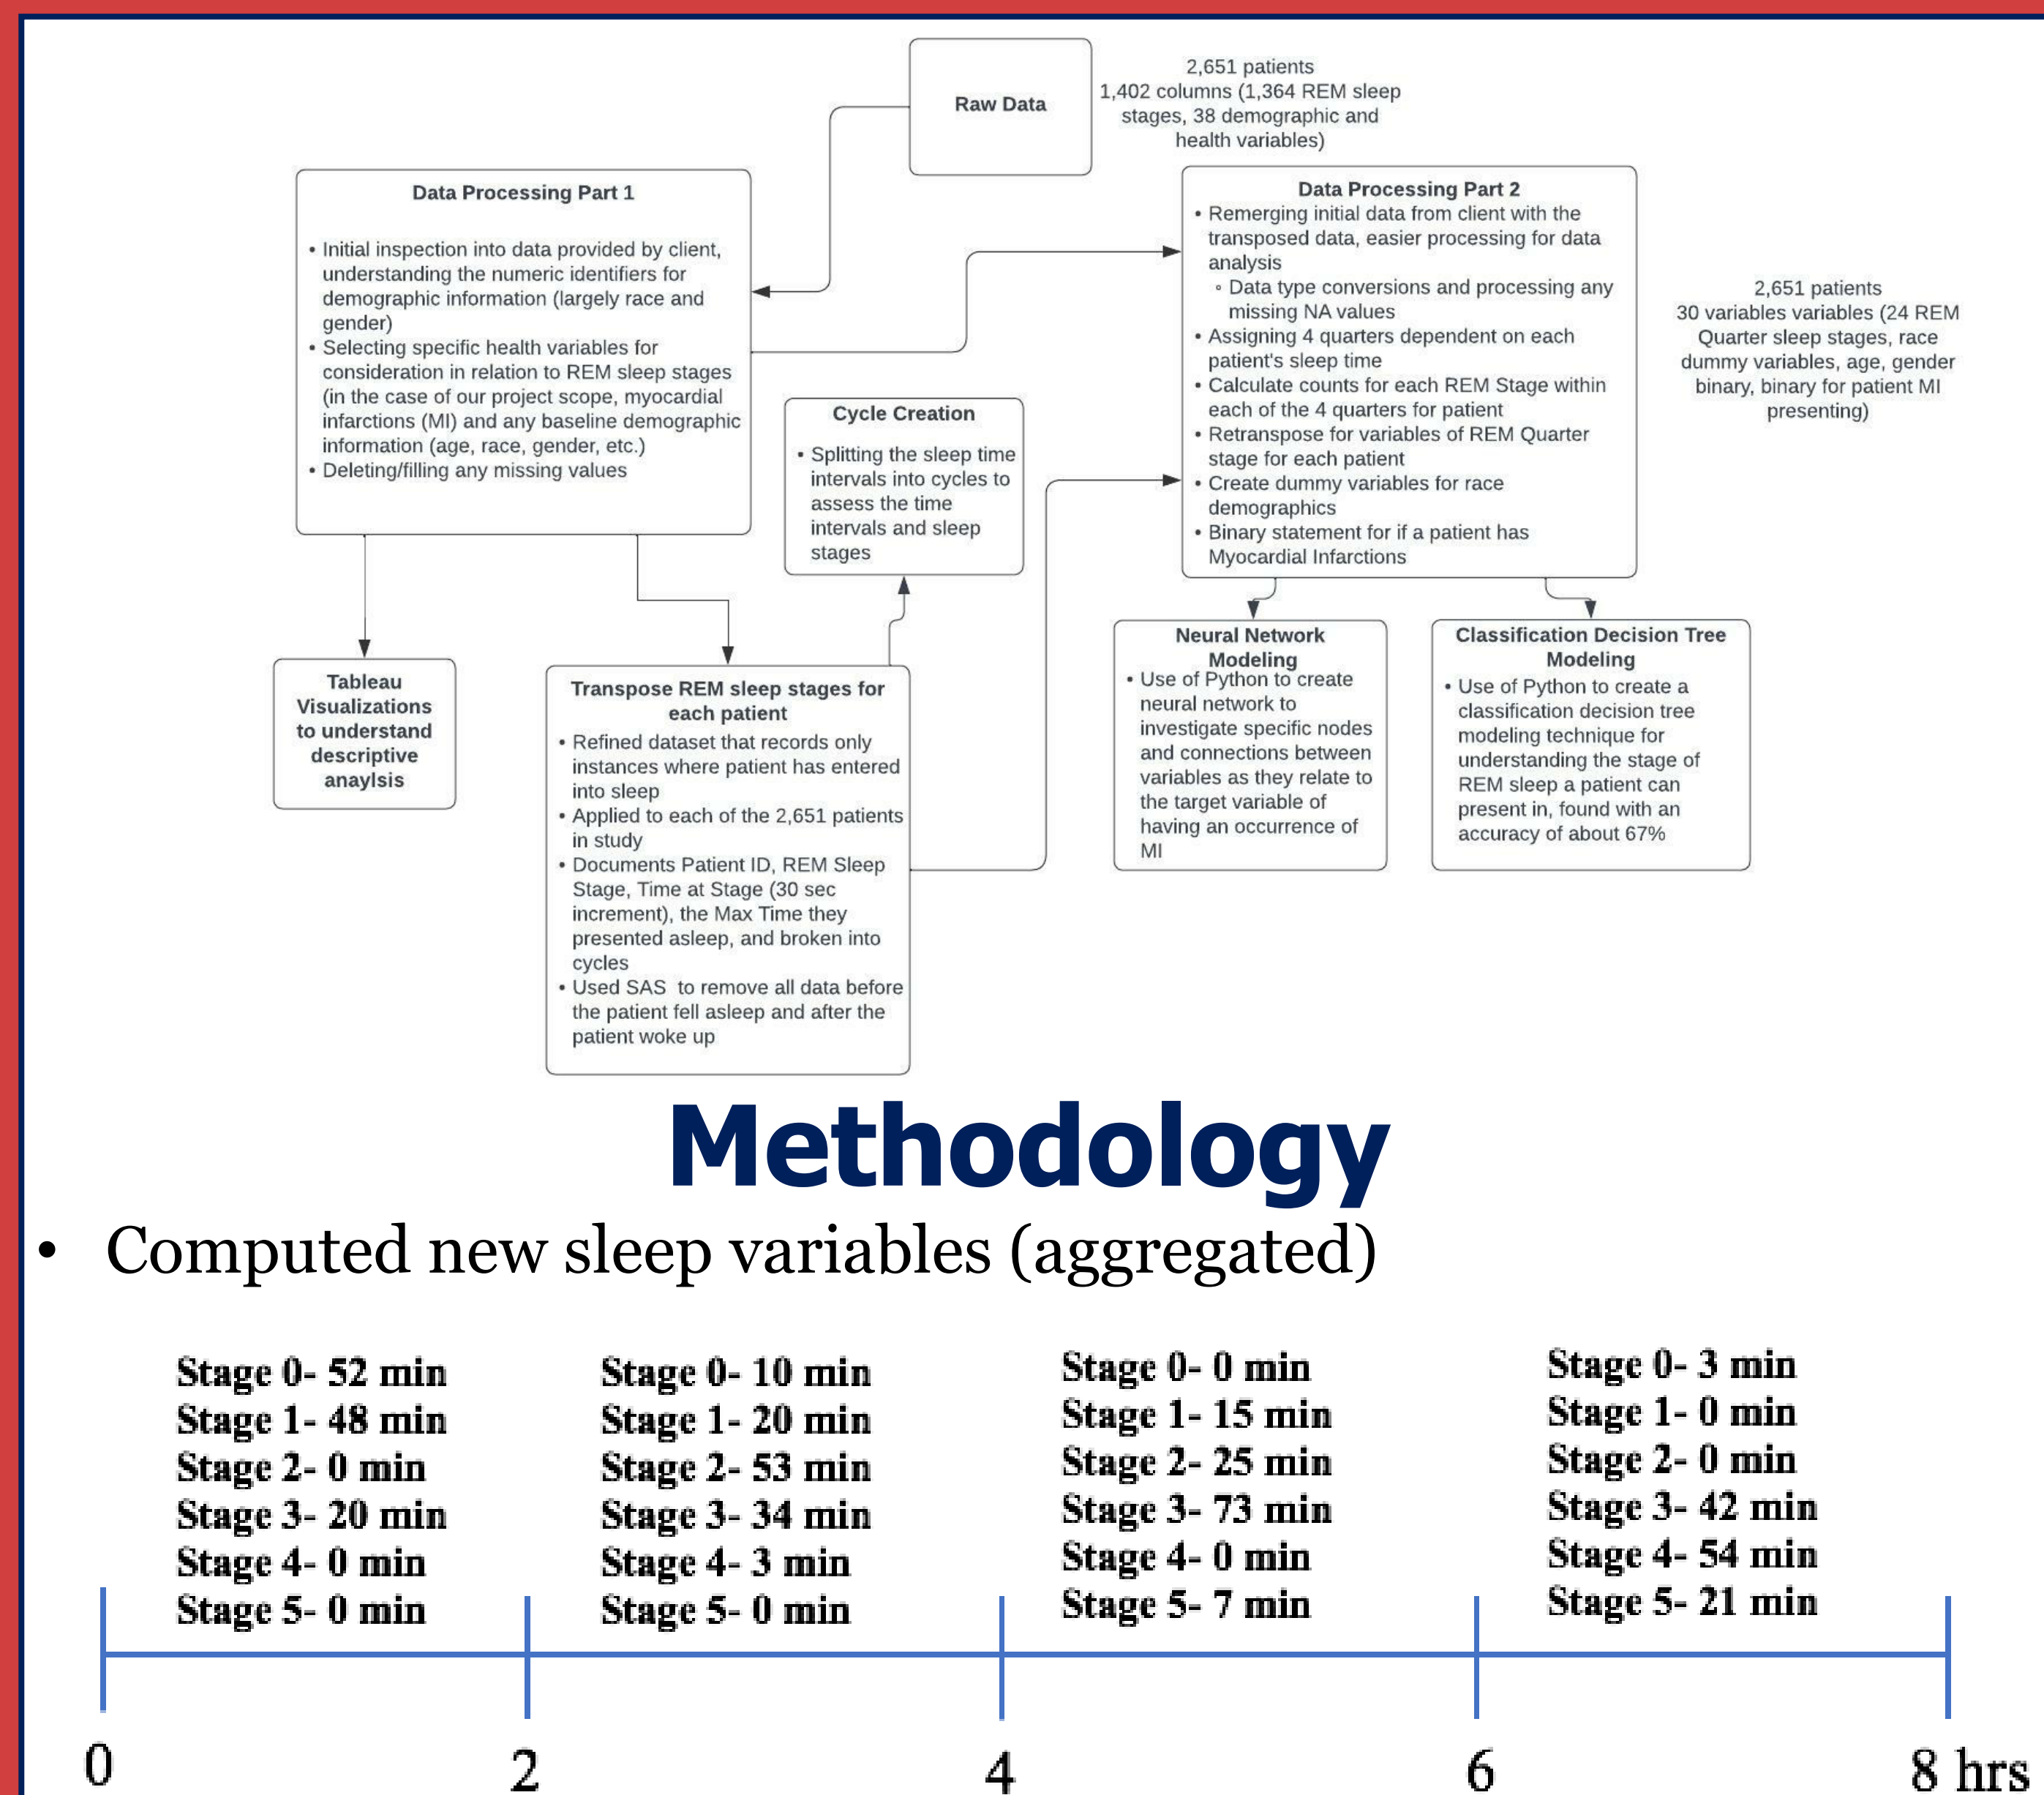 Raw Data
2,651 patients
1,402 columns (1,364 REM sleep
stages, 38 demographic and
health variables)
Data Processing Part 1
• Initial inspection into data provided by client,
understanding the numeric identifiers for
demographic information (largely race and
gender)
• Selecting specific health variables for
consideration in relation to REM sleep stages
(in the case of our project scope, myocardial
infarctions (MI) and any baseline demographic
information (age, race, gender, etc.)
• Deleting/filling any missing values
Data Processing Part 2
• Remerging initial data from client with the
transposed data, easier processing for data
analysis
◦ Data type conversions and processing any
missing NA values
• Assigning 4 quarters dependent on each
patient's sleep time
• Calculate counts for each REM Stage within
each of the 4 quarters for patient
• Retranspose for variables of REM Quarter
stage for each patient
• Create dummy variables for race
demographics
• Binary statement for if a patient has
Myocardial Infarctions
2,651 patients
30 variables variables (24 REM
Quarter sleep stages, race
dummy variables, age, gender
binary, binary for patient MI
presenting)
Cycle Creation
• Splitting the sleep time
intervals into cycles to
assess the time
intervals and sleep
stages
Tableau
Visualizations
to understand
descriptive
anaylsis
Transpose REM sleep stages for
each patient
• Refined dataset that records only
instances where patient has entered
into sleep
• Applied to each of the 2,651 patients
in study
• Documents Patient ID, REM Sleep
Stage, Time at Stage (30 sec
increment), the Max Time they
presented asleep, and broken into
cycles
• Used SAS to remove all data before
the patient fell asleep and after the
patient woke up
Neural Network
Modeling
• Use of Python to create
neural network to
investigate specific nodes
and connections between
variables as they relate to
the target variable of
having an occurrence of
MI
Classification Decision Tree
Modeling
• Use of Python to create a
classification decision tree
modeling technique for
understanding the stage of
REM sleep a patient can
present in, found with an
accuracy of about 67%
Methodology
• Computed new sleep variables (aggregated)
Stage 0- 52 min
Stage 1- 48 min
Stage 2- 0 min
Stage 3- 20 min
Stage 4- 0 min
Stage 5- 0 min
Stage 0- 10 min
Stage 1- 20 min
Stage 2- 53 min
Stage 3- 34 min
Stage 4- 3 min
Stage 5- 0 min
Stage 0- 0 min
Stage 1- 15 min
Stage 2- 25 min
Stage 3- 73 min
Stage 4- 0 min
Stage 5- 7 min
Stage 0- 3 min
Stage 1- 0 min
Stage 2- 0 min
Stage 3- 42 min
Stage 4- 54 min
Stage 5- 21 min
0 2 4 6 8 hrs